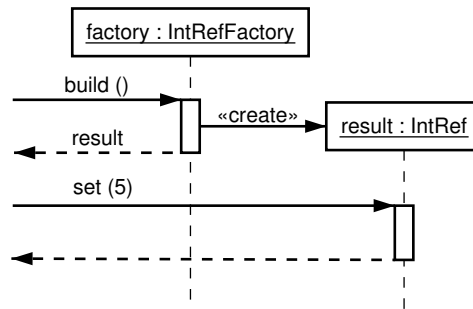 factory : IntRefFactory
build ()
«create»
result : IntRef
result
set (5)